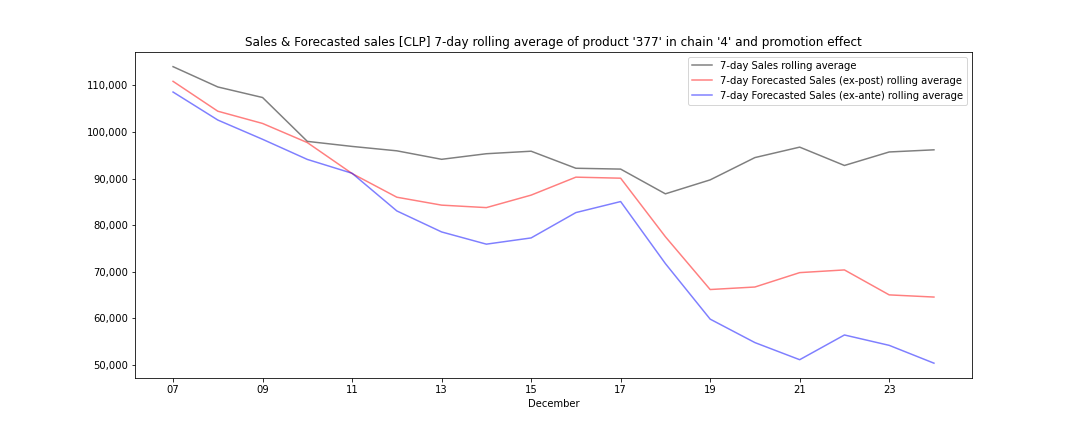 Sales & Forecasted sales [CLP] 7-day rolling average of product '377' in chain '4' and promotion effect
7-day Sales rolling average
7-day Forecasted Sales (ex-post) rolling average
7-day Forecasted Sales (ex-ante) rolling average
110,000
100,000
90,000
80,000
70,000
60,000
50,000
07 09 11 13 15 17 19 21 23
December